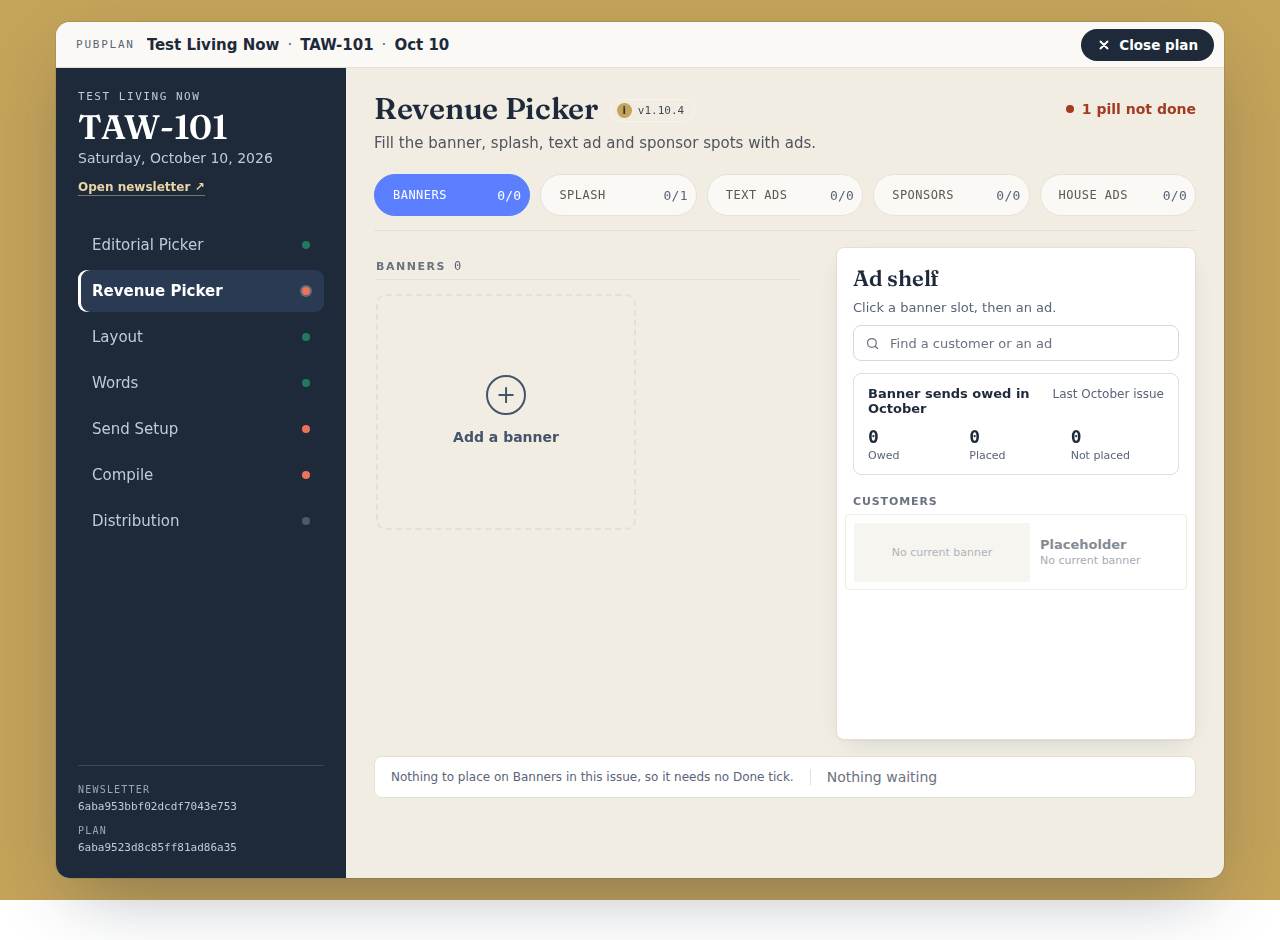 PUBPLAN Test Living Now · TAW-101 · Oct 10
Close plan
TEST LIVING NOW
TAW-101
Saturday, October 10, 2026
Open newsletter ↗
Editorial Picker
Revenue Picker
Layout
Words
Send Setup
Compile
Distribution
NEWSLETTER
6aba953bbf02dcdf7043e753
PLAN
6aba9523d8c85ff81ad86a35
Revenue Picker
i v1.10.4
1 pill not done
Fill the banner, splash, text ad and sponsor spots with ads.
BANNERS 0/0
SPLASH 0/1
TEXT ADS 0/0
SPONSORS 0/0
HOUSE ADS 0/0
BANNERS 0
Add a banner
Ad shelf
Click a banner slot, then an ad.
Find a customer or an ad
Banner sends owed in
October
Last October issue
0 0 0
Owed Placed Not placed
CUSTOMERS
No current banner
Placeholder
No current banner
Nothing to place on Banners in this issue, so it needs no Done tick.
Nothing waiting